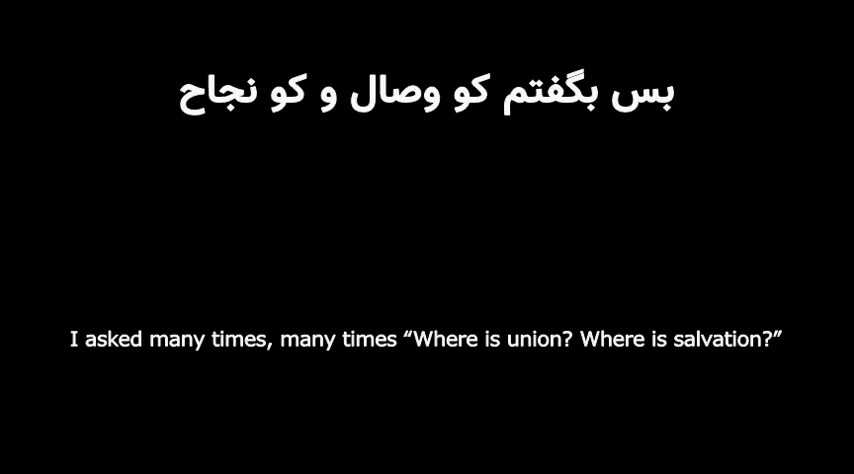 بس بگفتم کو وصال و کو نجاح
I asked many times, many times “Where is union? Where is salvation?”